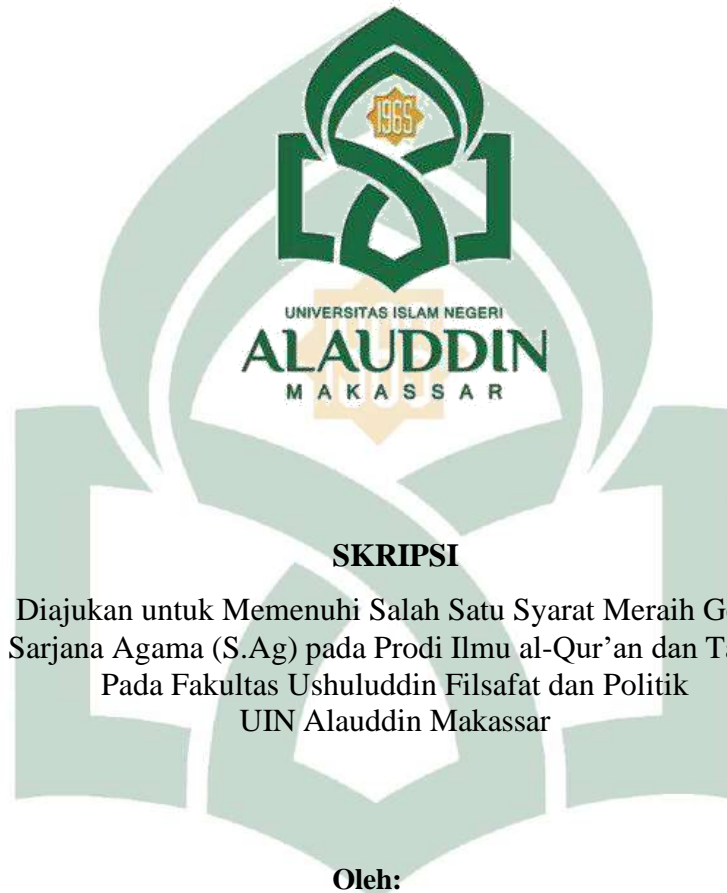 1965
UNIVERSITAS ISLAM NEGERI
ALAUDDIN
MAKASSAR
SKRIPSI
Diajukan untuk Memenuhi Salah Satu Syarat Meraih G
Sarjana Agama (S.Ag) pada Prodi Ilmu al-Qur’an dan T
Pada Fakultas Ushuluddin Filsafat dan Politik
UIN Alauddin Makassar
Oleh: